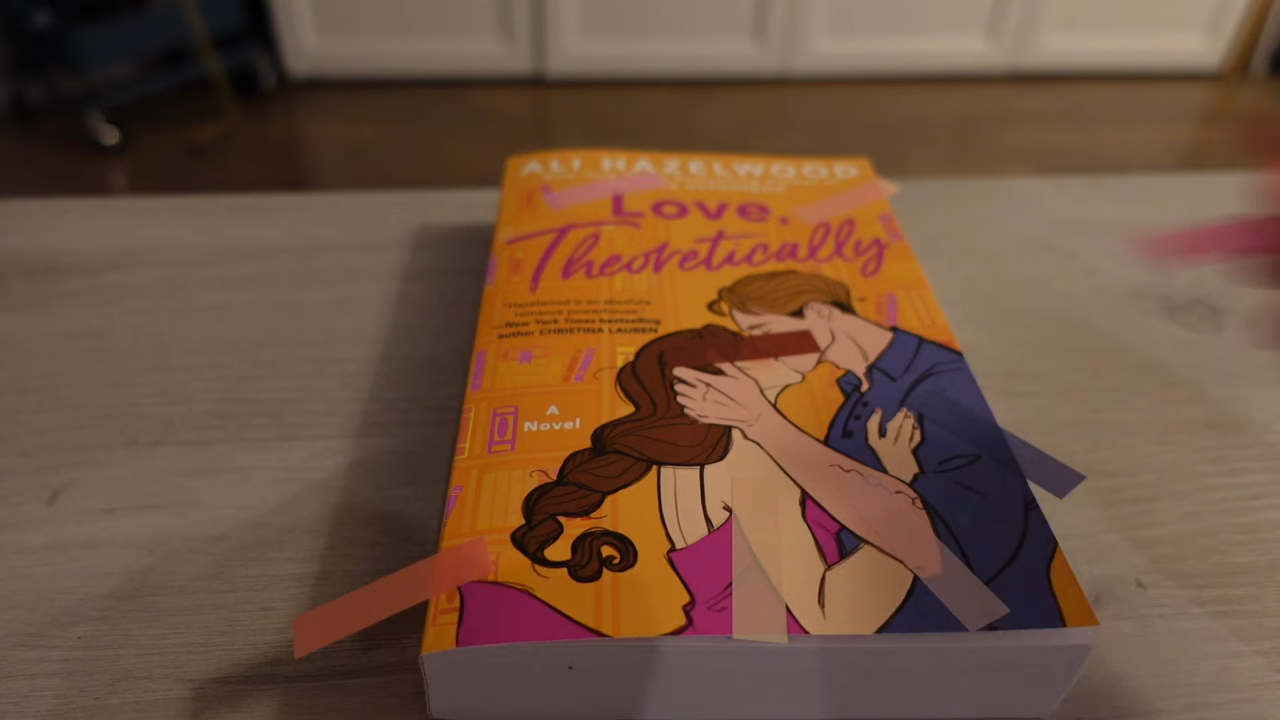 ALI HAZELWOOD
Love,
Theoretically
"Hazelwood is an absolute
romance powerhouse."
—New York Times bestselling
author CHRISTINA LAUREN
A
Novel